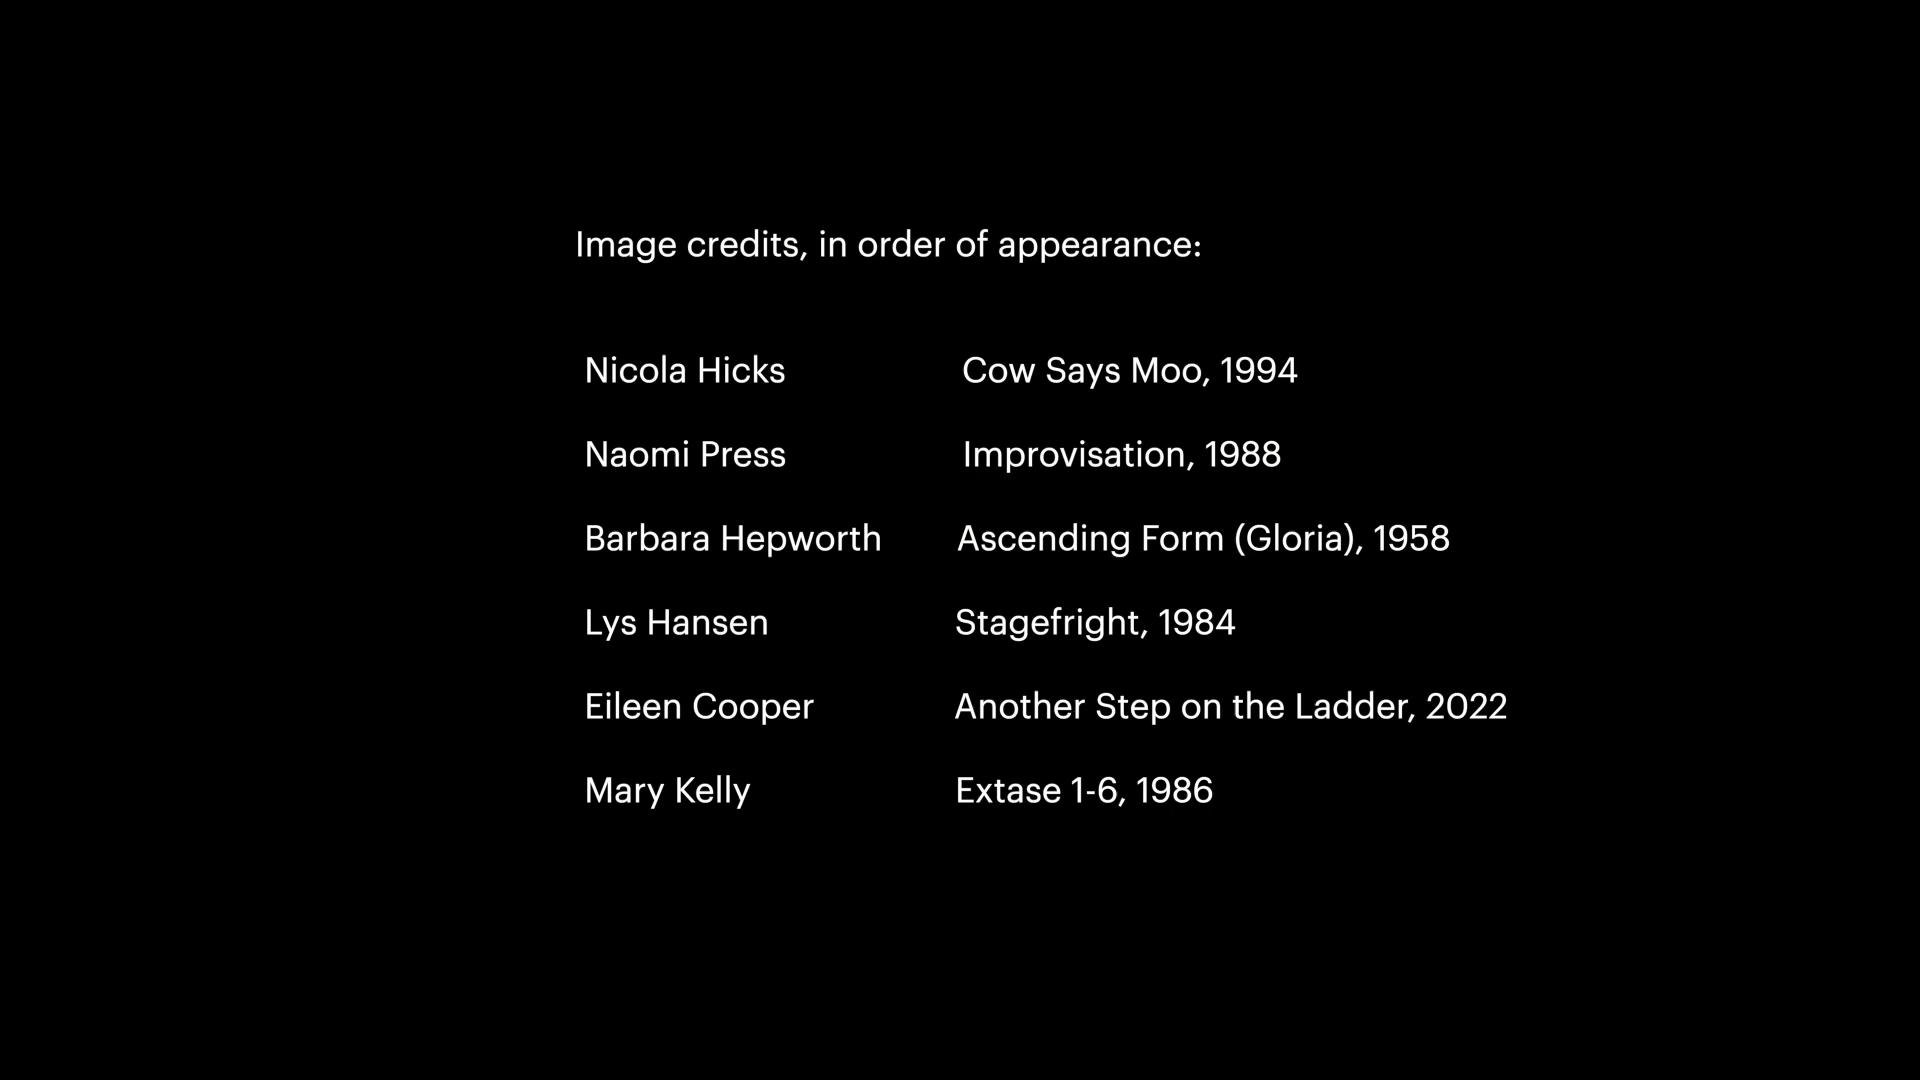 Image credits, in order of appearance:
Nicola Hicks Cow Says Moo, 1994
Naomi Press Improvisation, 1988
Barbara Hepworth Ascending Form (Gloria), 1958
Lys Hansen Stagefright, 1984
Eileen Cooper Another Step on the Ladder, 2022
Mary Kelly Extase 1-6, 1986